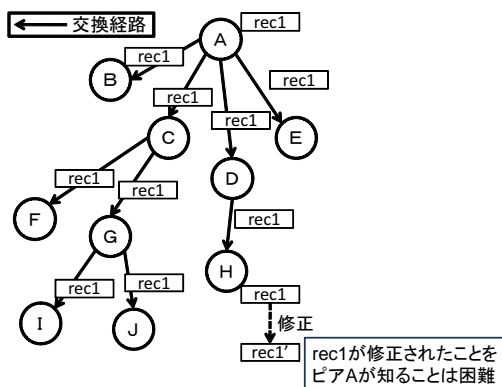 交換経路
A
rec1
B
rec1
rec1
rec1
rec1
C
E
D
rec1
rec1
F
G
rec1
H
rec1
rec1
rec1
I
J
修正
rec1’
rec1が修正されたことを
ピアAが知ることは困難